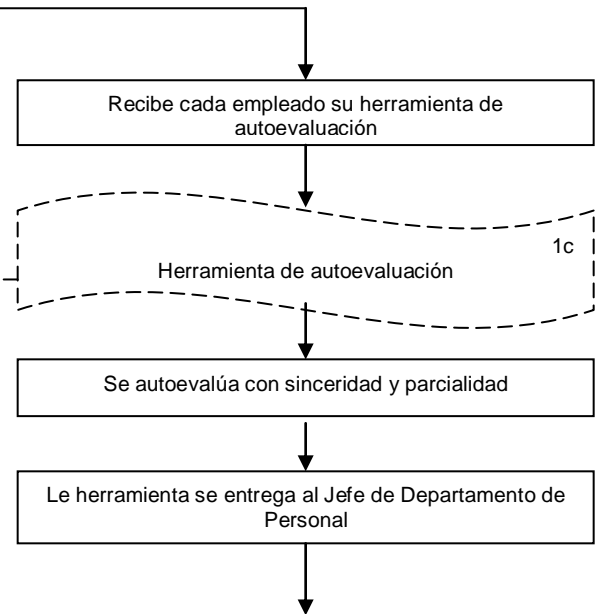 Recibe cada empleado su herramienta de
autoevaluación
1c
Herramienta de autoevaluación
Se autoevalúa con sinceridad y parcialidad
Le herramienta se entrega al Jefe de Departamento de
Personal